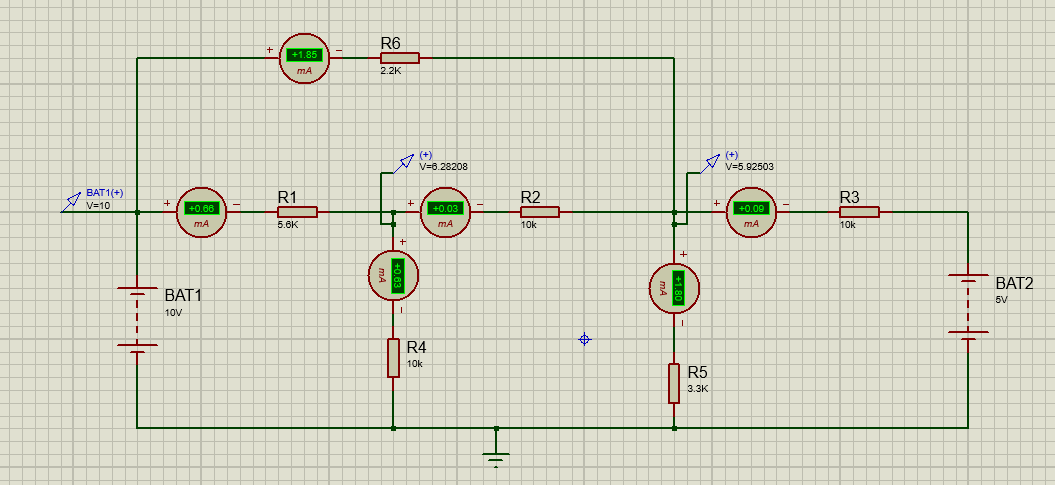 R6
+ +1.85 −
mA
2.2K
(+)
V=6.28208
(+)
V=5.92503
BAT1(+)
V=10
+ +0.66 −
mA
R1
5.6K
+ +0.03 −
mA
R2
10k
+ +0.09 −
mA
R3
10k
+
+0.63
mA
−
+
+1.80
mA
−
BAT1
10V
BAT2
5V
R4
10k
R5
3.3K